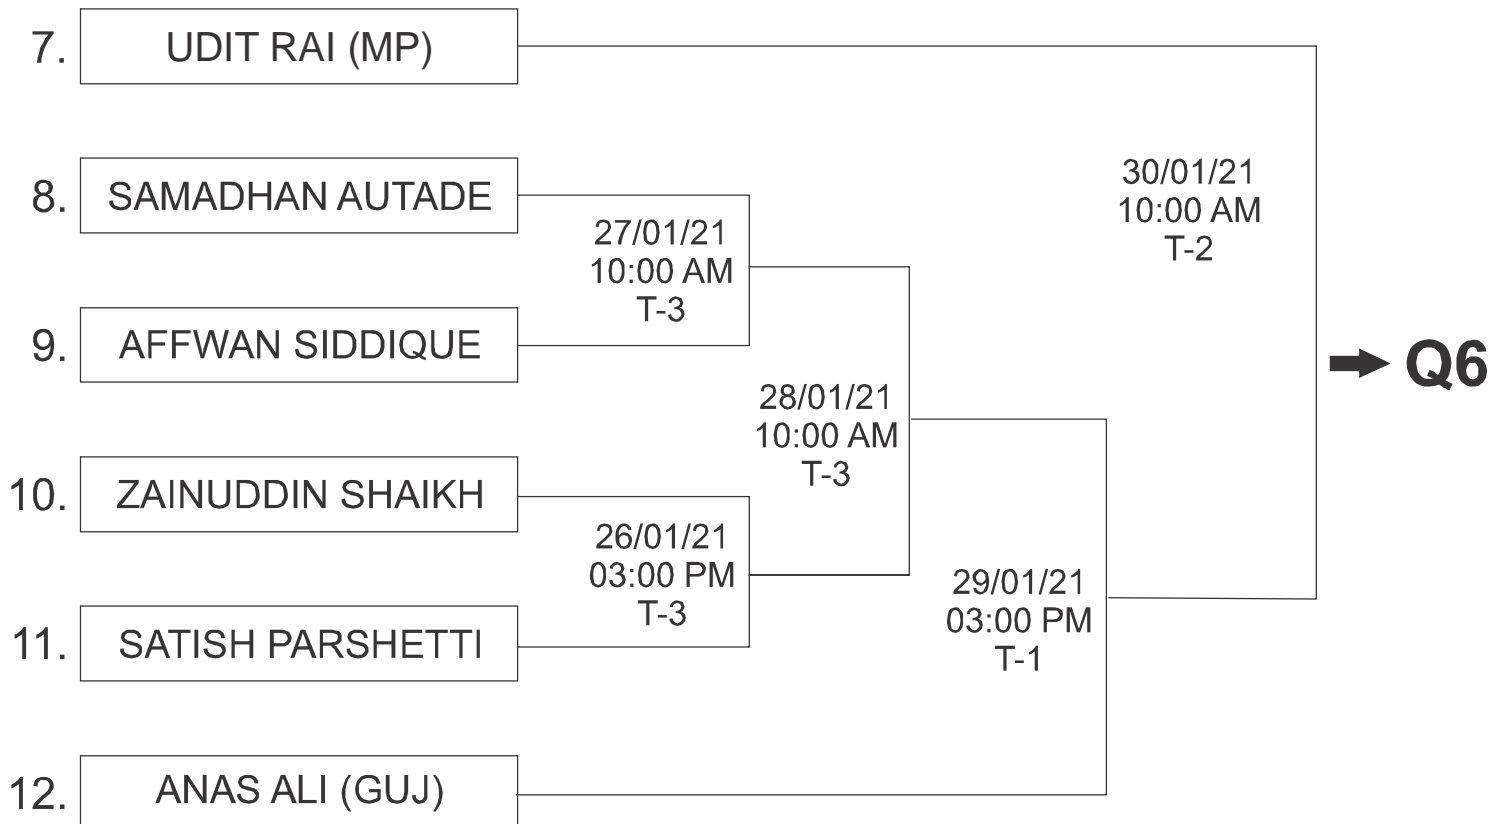 7. UDIT RAI (MP)
8. SAMADHAN AUTADE
9. AFFWAN SIDDIQUE
10. ZAINUDDIN SHAIKH
11. SATISH PARSHETTI
12. ANAS ALI (GUJ)
27/01/21
10:00 AM
T-3
26/01/21
03:00 PM
T-3
28/01/21
10:00 AM
T-3
29/01/21
03:00 PM
T-1
30/01/21
10:00 AM
T-2
Q6